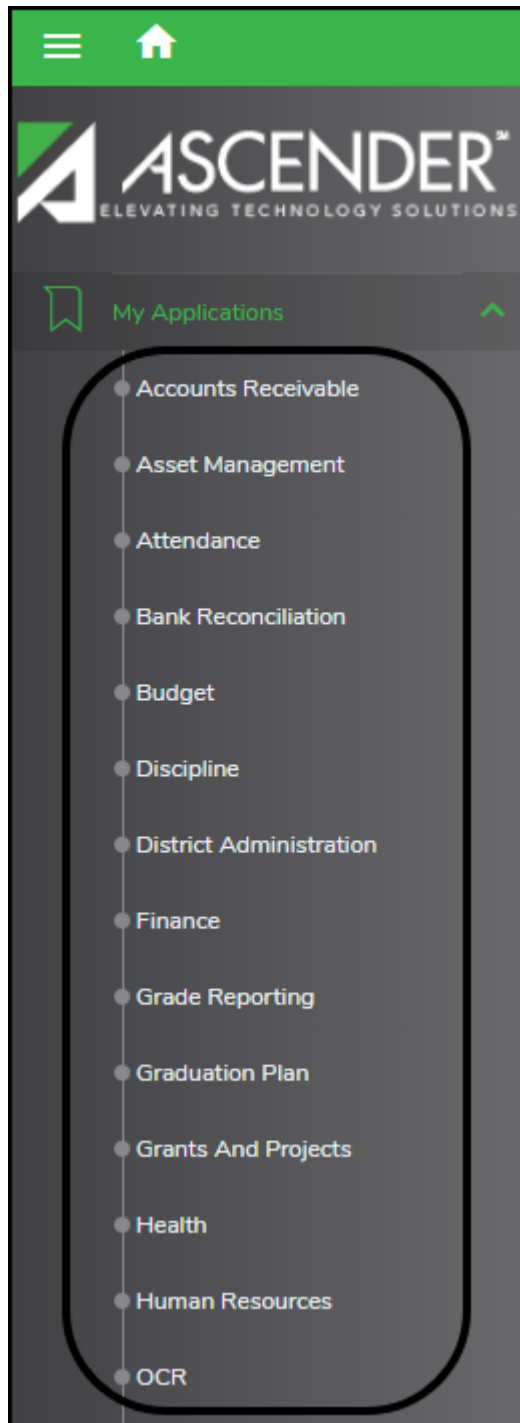 ASCENDER℠
ELEVATING TECHNOLOGY SOLUTIONS
My Applications
Accounts Receivable
Asset Management
Attendance
Bank Reconciliation
Budget
Discipline
District Administration
Finance
Grade Reporting
Graduation Plan
Grants And Projects
Health
Human Resources
OCR